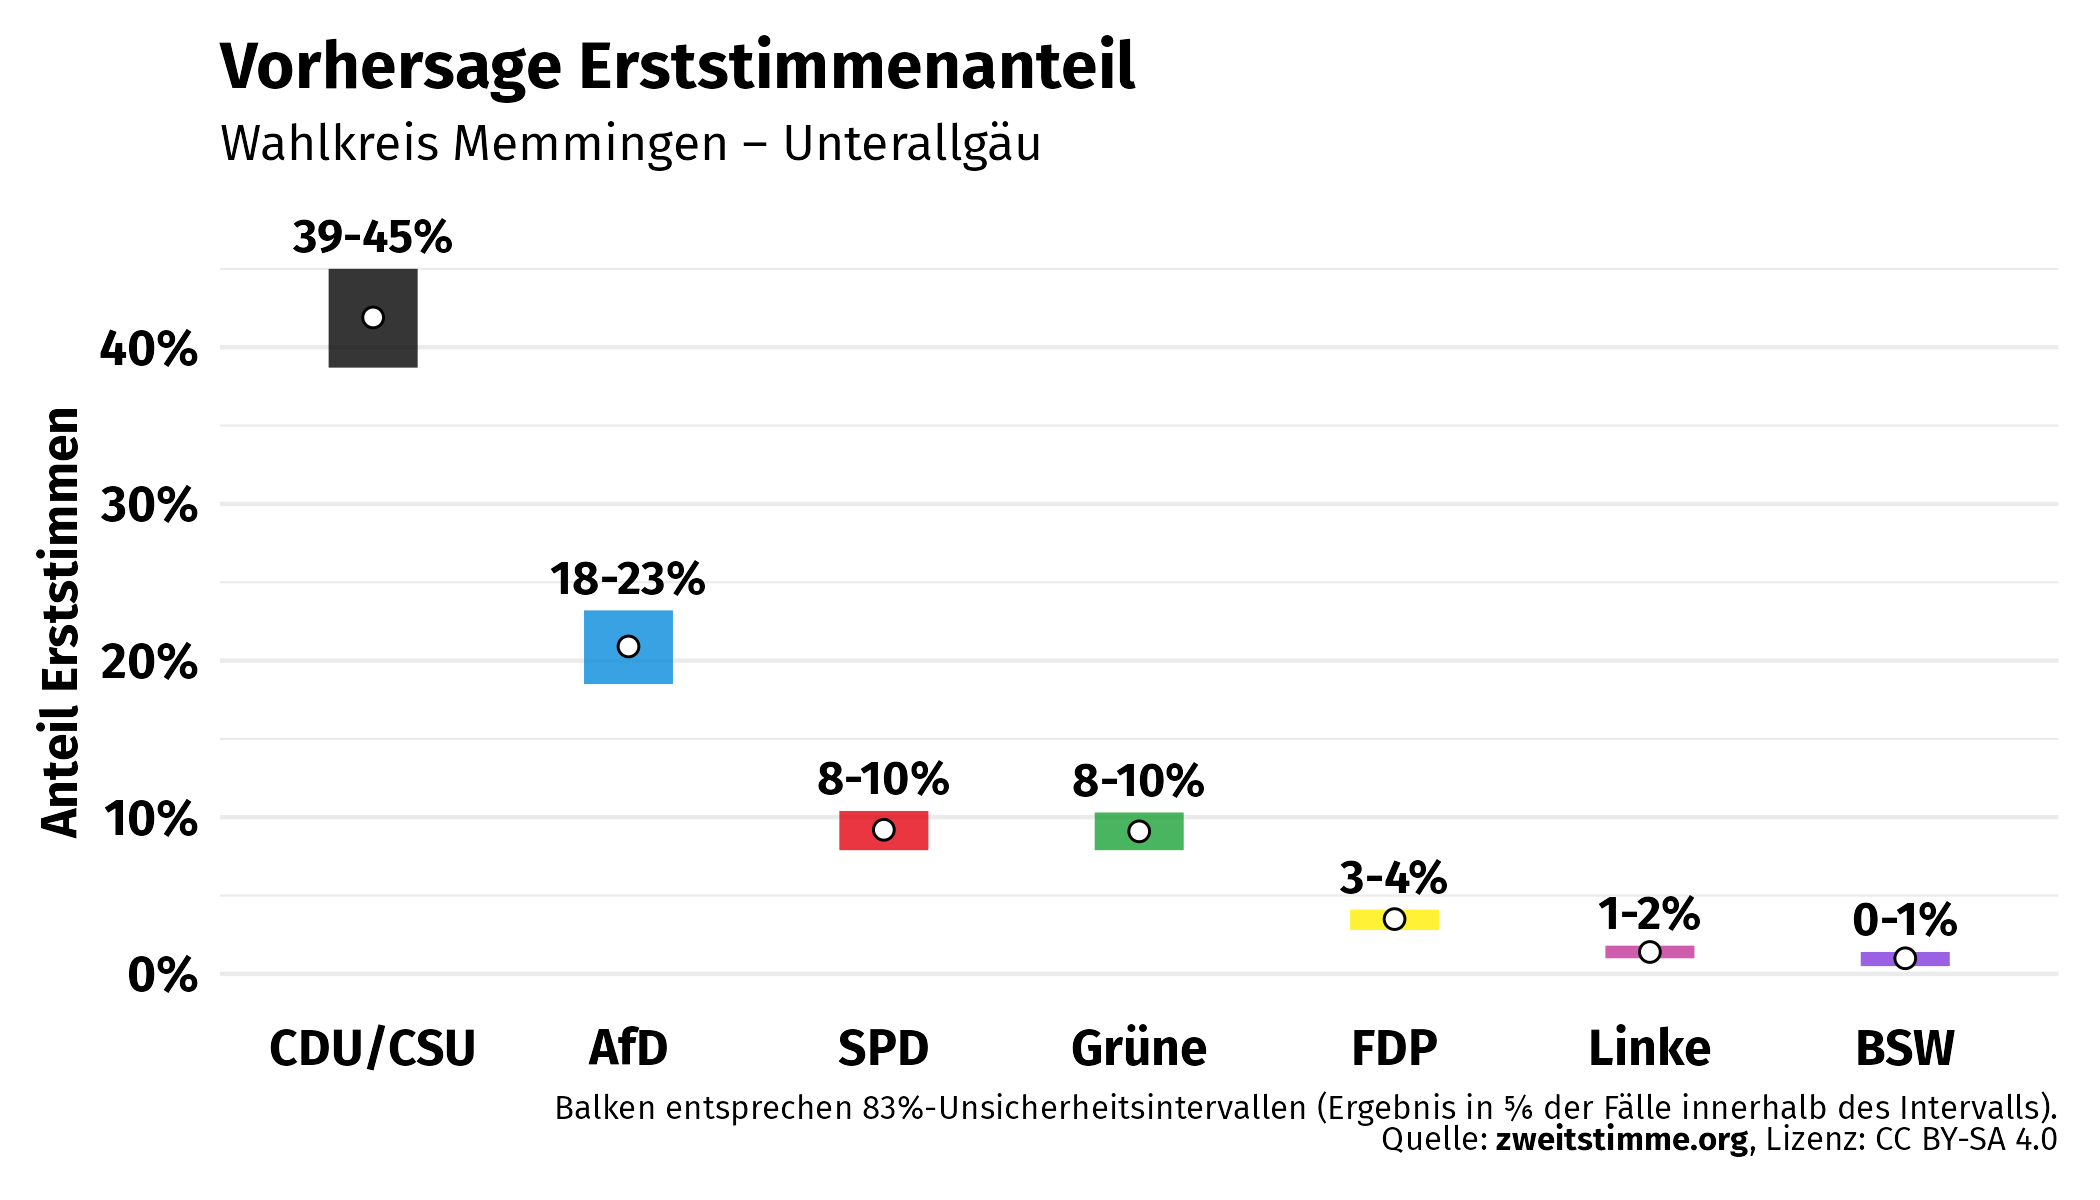 Vorhersage Erststimmenanteil
Wahlkreis Memmingen – Unterallgäu
Anteil Erststimmen
40%
30%
20%
10%
0%
39-45%
18-23%
8-10%
8-10%
3-4%
1-2%
0-1%
CDU/CSU AfD SPD Grüne FDP Linke BSW
Balken entsprechen 83%-Unsicherheitsintervallen (Ergebnis in ⅚ der Fälle innerhalb des Intervalls).
Quelle: zweitstimme.org, Lizenz: CC BY-SA 4.0